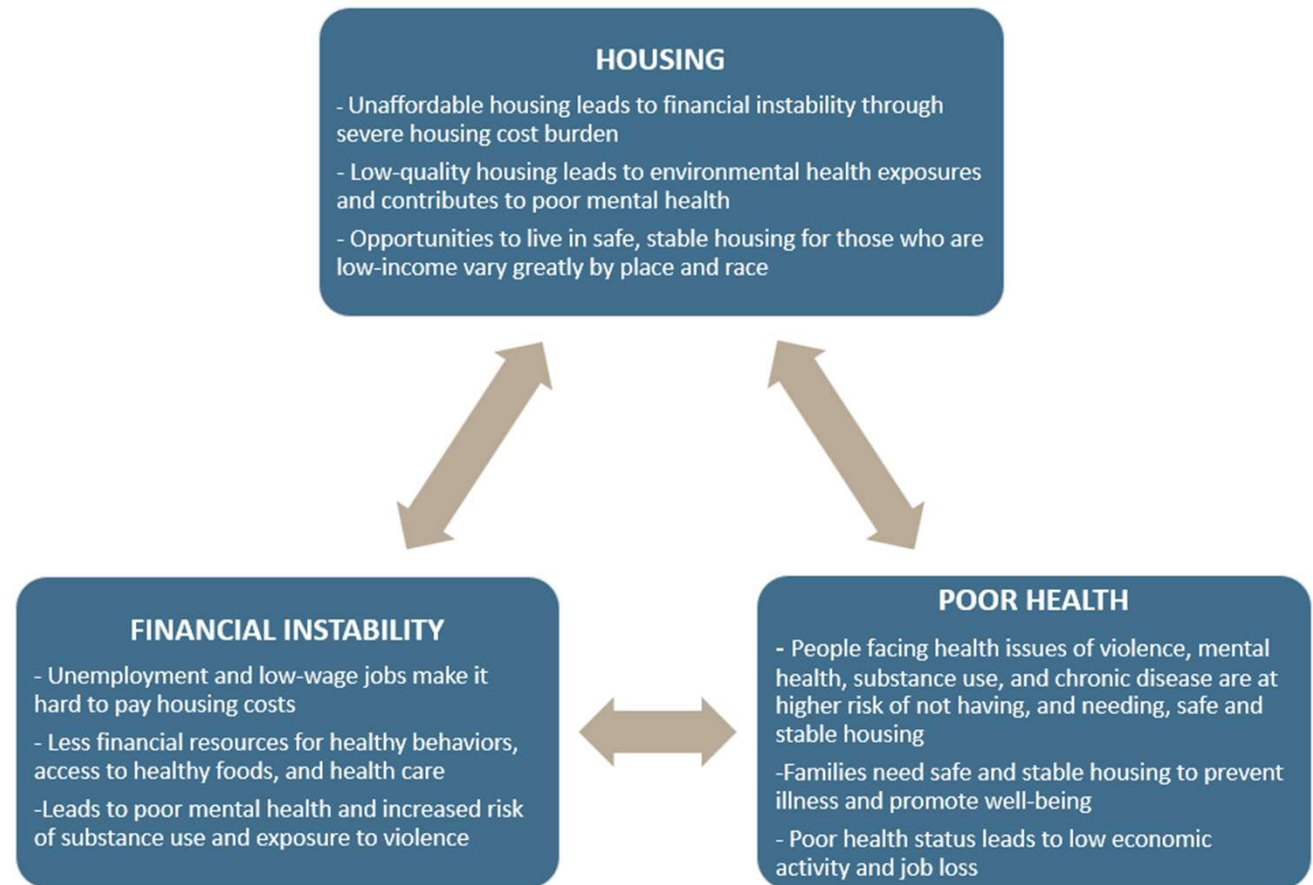 HOUSING
- Unaffordable housing leads to financial instability through
severe housing cost burden
- Low-quality housing leads to environmental health exposures
and contributes to poor mental health
- Opportunities to live in safe, stable housing for those who are
low-income vary greatly by place and race
FINANCIAL INSTABILITY
- Unemployment and low-wage jobs make it
hard to pay housing costs
- Less financial resources for healthy behaviors,
access to healthy foods, and health care
-Leads to poor mental health and increased risk
of substance use and exposure to violence
POOR HEALTH
- People facing health issues of violence, mental
health, substance use, and chronic disease are at
higher risk of not having, and needing, safe and
stable housing
-Families need safe and stable housing to prevent
illness and promote well-being
- Poor health status leads to low economic
activity and job loss